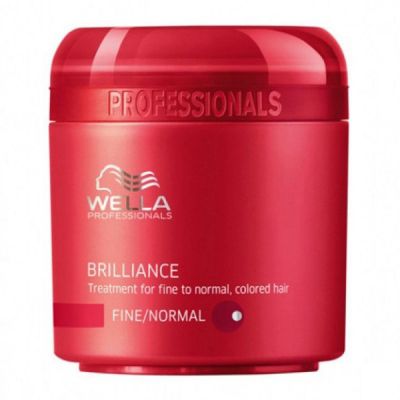 PROFESSIONALS
WELLA
PROFESSIONALS
BRILLIANCE
Treatment for fine to normal, colored hair
FINE/NORMAL